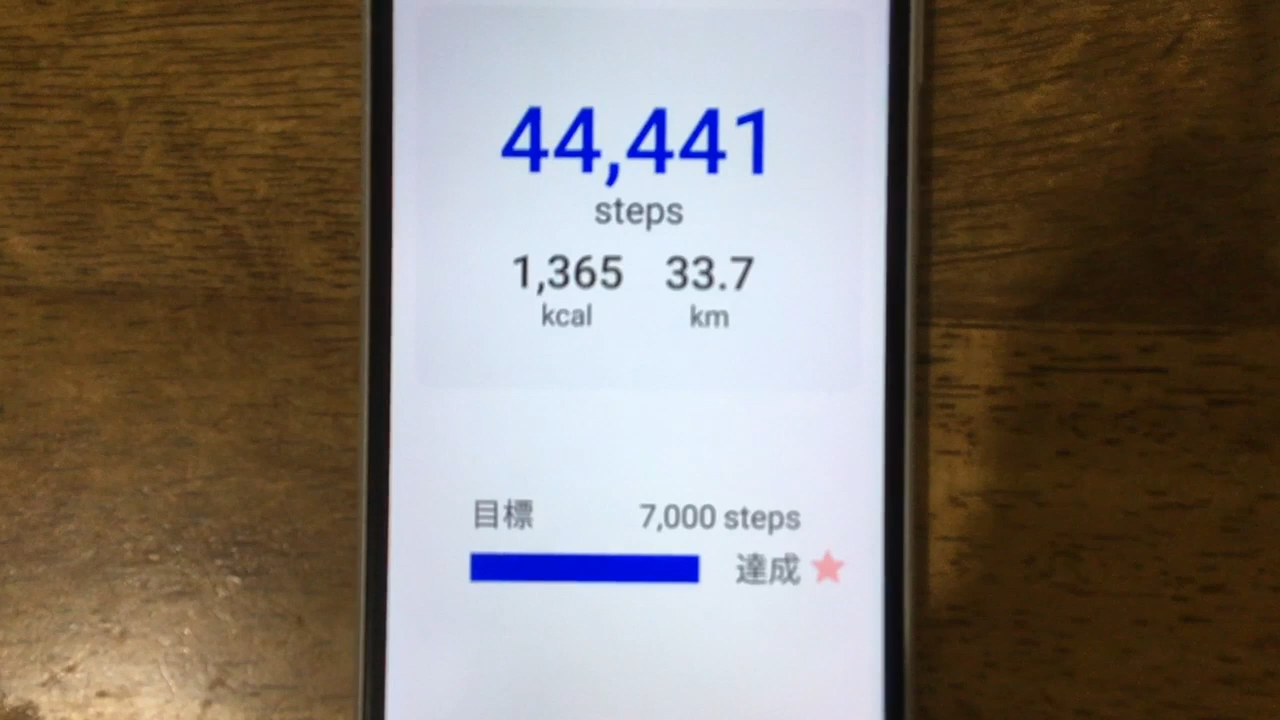 44,441
steps
1,365 33.7
kcal km
目標 7,000 steps
達成